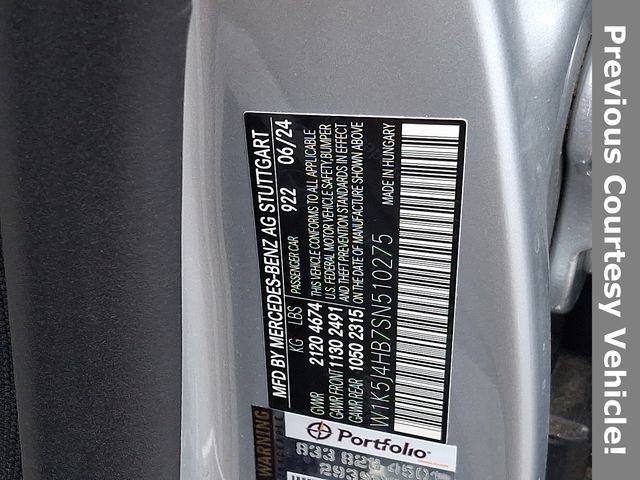 MFD BY MERCEDES-BENZ AG STUTTGART
922 06/24
KG LBS PASSENGER CAR
GVWR 2120 4674 THIS VEHICLE CONFORMS TO ALL APPLICABLE
GAWR FRONT 1130 2491 U.S. FEDERAL MOTOR VEHICLE SAFETY, BUMPER
AND THEFT PREVENTION STANDARDS IN EFFECT
GAWR REAR 1050 2315 ON THE DATE OF MANUFACTURE SHOWN ABOVE
MADE IN HUNGARY
W1K5J4HB7SN510275
WARNING
Portfolio
Previous Courtesy Vehicle!